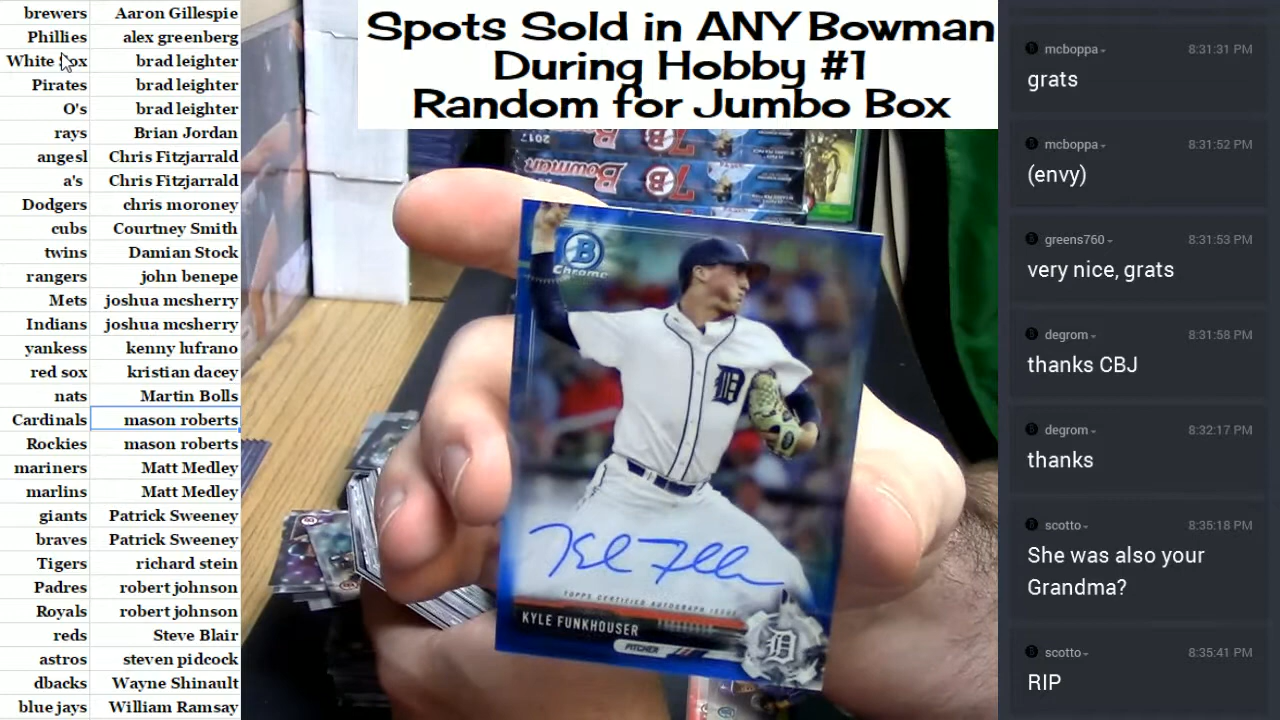 brewers Aaron Gillespie
Phillies alex greenberg
White brad leighter
Pirates brad leighter
O's brad leighter
rays Brian Jordan
angesl Chris Fitzjarrald
a's Chris Fitzjarrald
Dodgers chris moroney
cubs Courtney Smith
twins Damian Stock
rangers john benepe
Mets joshua mcsherry
Indians joshua mcsherry
yankess kenny lufrano
red sox kristian dacey
nats Martin Bolls
Cardinals mason roberts
Rockies mason roberts
mariners Matt Medley
marlins Matt Medley
giants Patrick Sweeney
braves Patrick Sweeney
Tigers richard stein
Padres robert johnson
Royals robert johnson
reds Steve Blair
astros steven pidcock
dbacks Wayne Shinault
blue jays William Ramsay
Spots Sold in ANY Bowman
During Hobby #1
Random for Jumbo Box
2017
Bowman
B
Bowman
B
Chrome
D
TOPPS CERTIFIED AUTOGRAPH ISSUE
KYLE FUNKHOUSER
PITCHER
D
mcboppa 8:31:31 PM
grats
mcboppa 8:31:52 PM
(envy)
greens760 8:31:53 PM
very nice, grats
degrom 8:31:58 PM
thanks CBJ
degrom 8:32:17 PM
thanks
scotto 8:35:18 PM
She was also your
Grandma?
scotto 8:35:41 PM
RIP